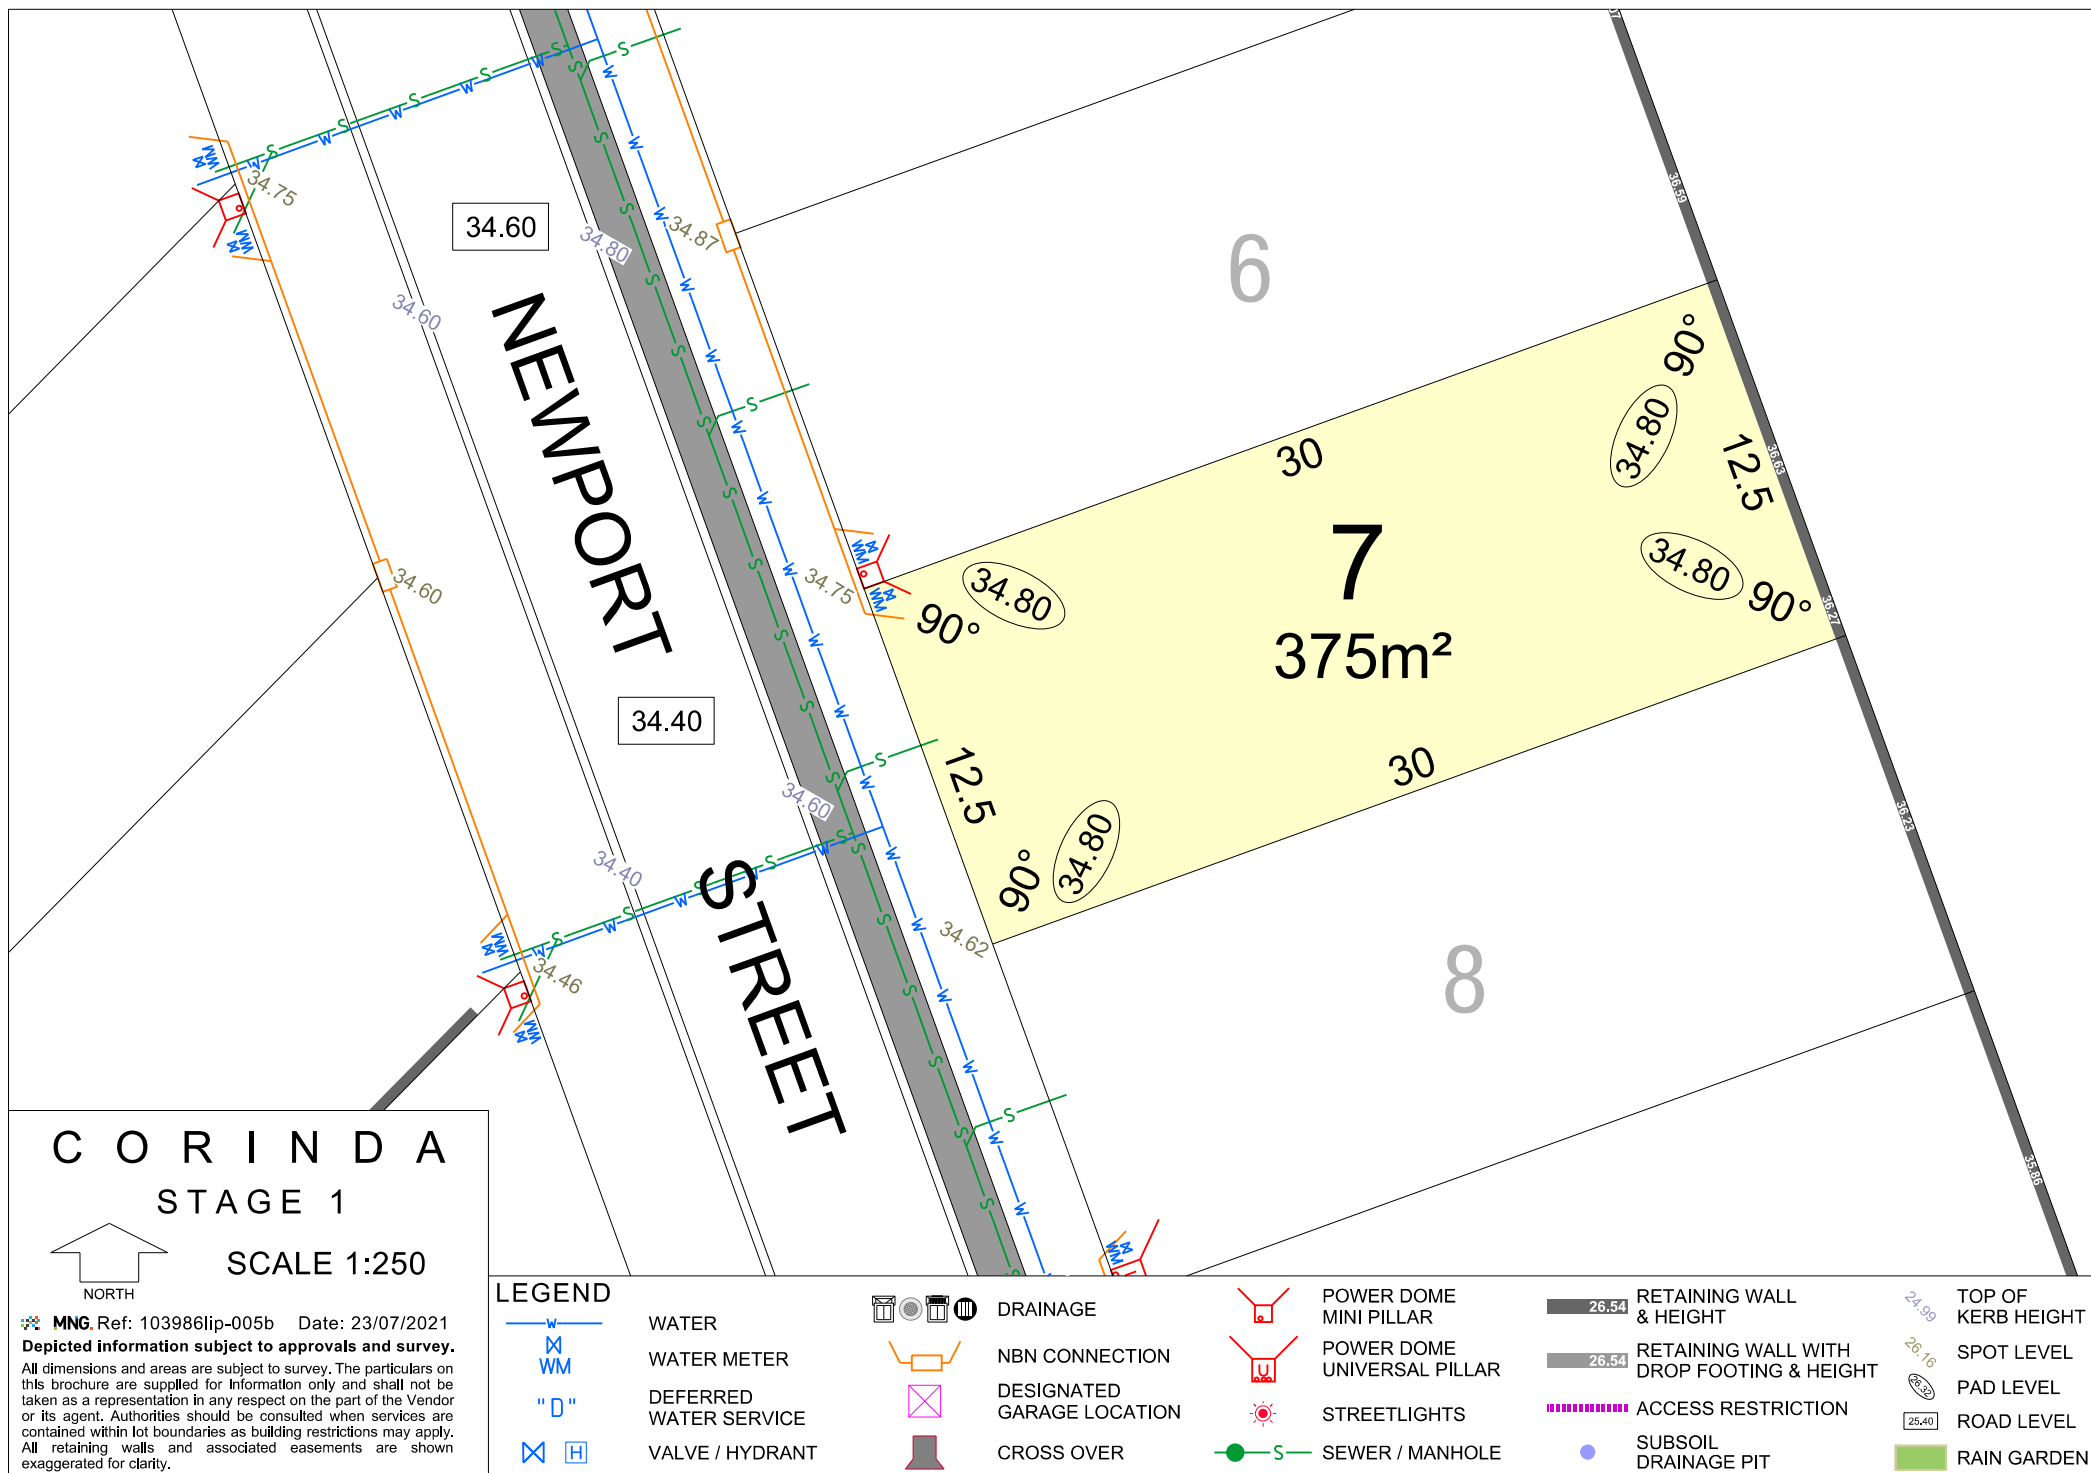 34.75
34.60
34.80
34.87
34.60
NEWPORT
STREET
6
36.59
90°
34.80
30
12.5
36.63
7
375m²
34.80
90°
36.27
34.75
34.80
90°
34.60
34.40
34.60
34.40
12.5
30
34.80
90°
34.62
34.46
8
36.23
35.86
CORINDA
STAGE 1
SCALE 1:250
NORTH
MNG. Ref: 103986lip-005b Date: 23/07/2021
Depicted information subject to approvals and survey.
All dimensions and areas are subject to survey. The particulars on
this brochure are supplied for information only and shall not be
taken as a representation in any respect on the part of the Vendor
or its agent. Authorities should be consulted when services are
contained within lot boundaries as building restrictions may apply.
All retaining walls and associated easements are shown
exaggerated for clarity.
LEGEND
W WATER
WM WATER METER
"D" DEFERRED
WATER SERVICE
H VALVE / HYDRANT
DRAINAGE
NBN CONNECTION
DESIGNATED
GARAGE LOCATION
CROSS OVER
POWER DOME
MINI PILLAR
U POWER DOME
UNIVERSAL PILLAR
STREETLIGHTS
S SEWER / MANHOLE
26.54 RETAINING WALL
& HEIGHT
26.54 RETAINING WALL WITH
DROP FOOTING & HEIGHT
ACCESS RESTRICTION
SUBSOIL
DRAINAGE PIT
24.99 TOP OF
KERB HEIGHT
26.16 SPOT LEVEL
26.32 PAD LEVEL
25.40 ROAD LEVEL
RAIN GARDEN